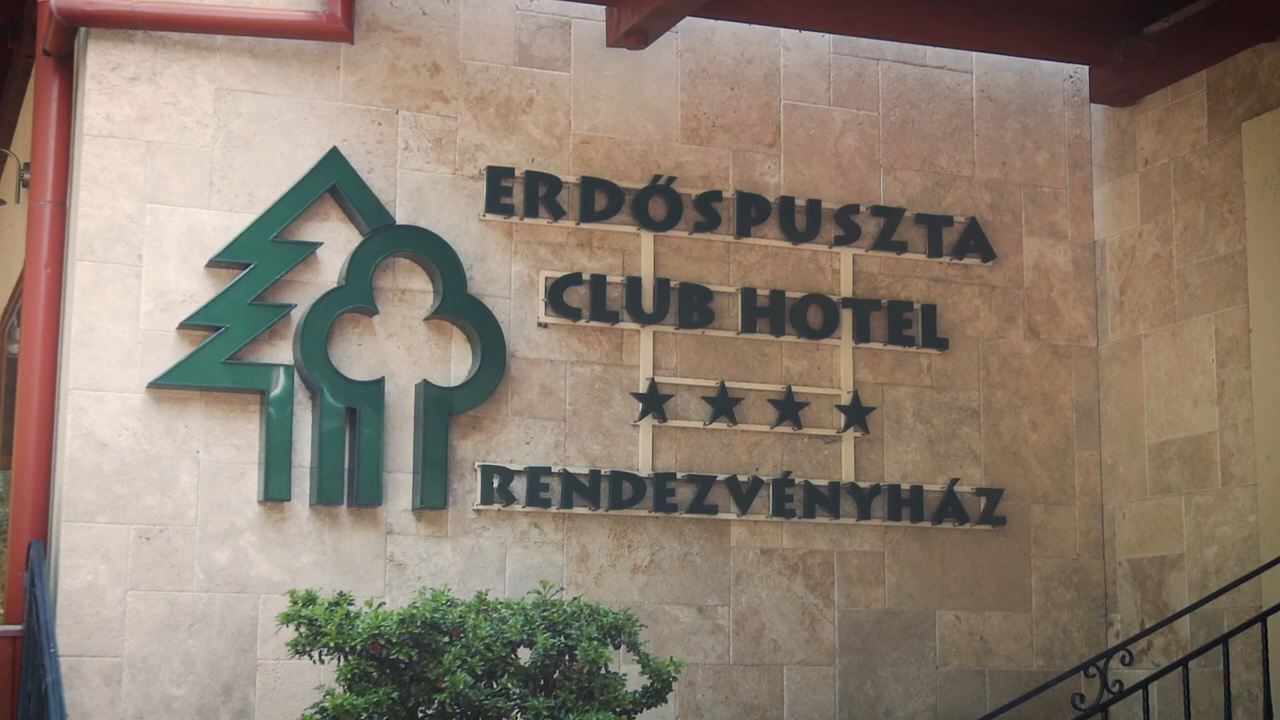 ERDŐSPUSZTA
CLUB HOTEL
★ ★ ★ ★
RENDEZVÉNYHÁZ